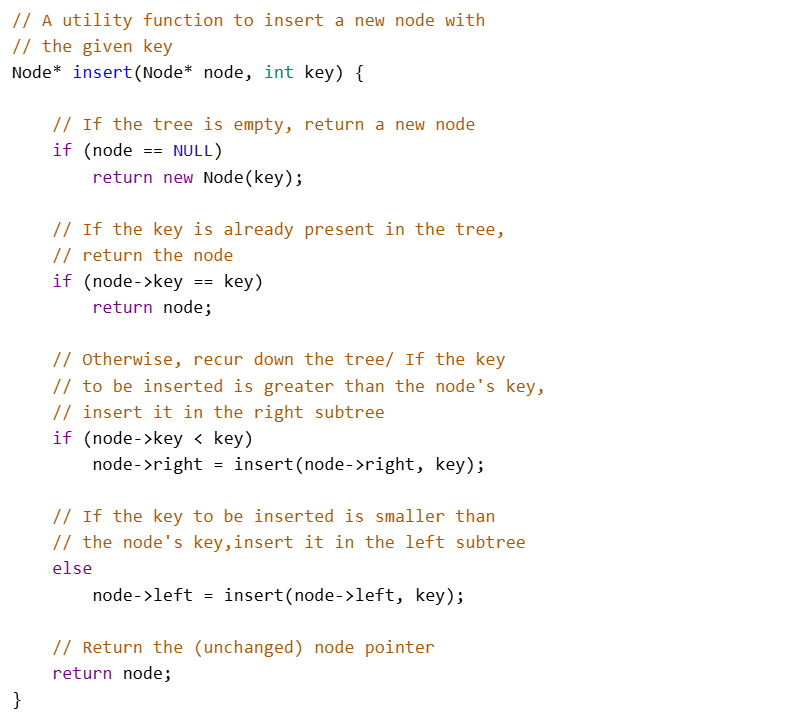 // A utility function to insert a new node with
// the given key
Node* insert(Node* node, int key) {
// If the tree is empty, return a new node
if (node == NULL)
return new Node(key);
// If the key is already present in the tree,
// return the node
if (node->key == key)
return node;
// Otherwise, recur down the tree/ If the key
// to be inserted is greater than the node's key,
// insert it in the right subtree
if (node->key < key)
node->right = insert(node->right, key);
// If the key to be inserted is smaller than
// the node's key,insert it in the left subtree
else
node->left = insert(node->left, key);
// Return the (unchanged) node pointer
return node;
}